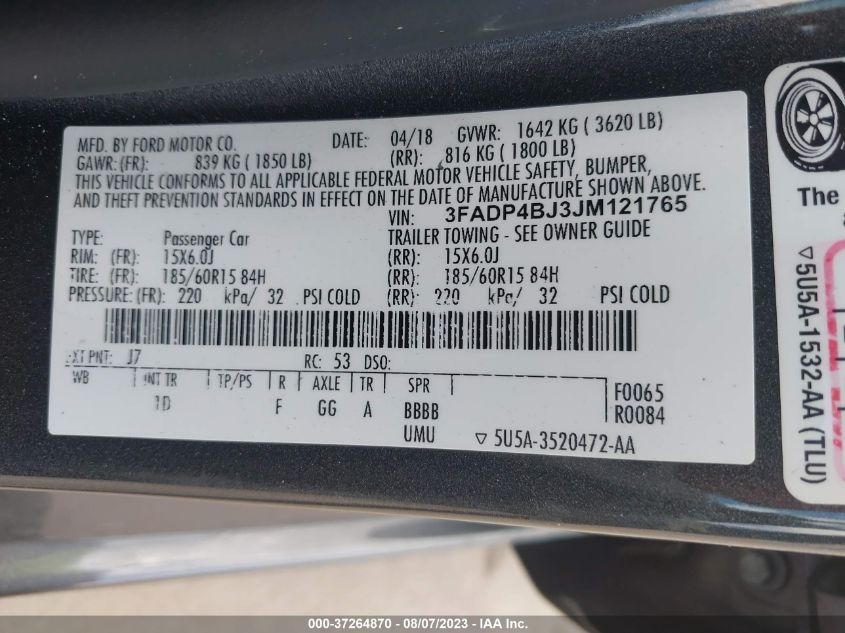 MFD. BY FORD MOTOR CO. DATE: 04/18 GVWR: 1642 KG ( 3620 LB)
GAWR: (FR): 839 KG ( 1850 LB) (RR): 816 KG ( 1800 LB)
THIS VEHICLE CONFORMS TO ALL APPLICABLE FEDERAL MOTOR VEHICLE SAFETY, BUMPER,
AND THEFT PREVENTION STANDARDS IN EFFECT ON THE DATE OF MANUFACTURE SHOWN ABOVE.
VIN: 3FADP4BJ3JM121765
TYPE: Passenger Car TRAILER TOWING - SEE OWNER GUIDE
RIM: (FR): 15X6.0J (RR): 15X6.0J
TIRE: (FR): 185/60R15 84H (RR): 185/60R15 84H
PRESSURE: (FR): 220 kPa/ 32 PSI COLD (RR): 220 kPa/ 32 PSI COLD
EXT PNT: J7 RC: 53 DSO:
WB INT TR TP/PS R AXLE TR SPR
1D F GG A BBBB
UMU
F0065
R0084
▽ 5U5A-3520472-AA
The
▽ 5U5A-1532-AA (TLU)
000-37264870 - 08/07/2023 - IAA Inc.